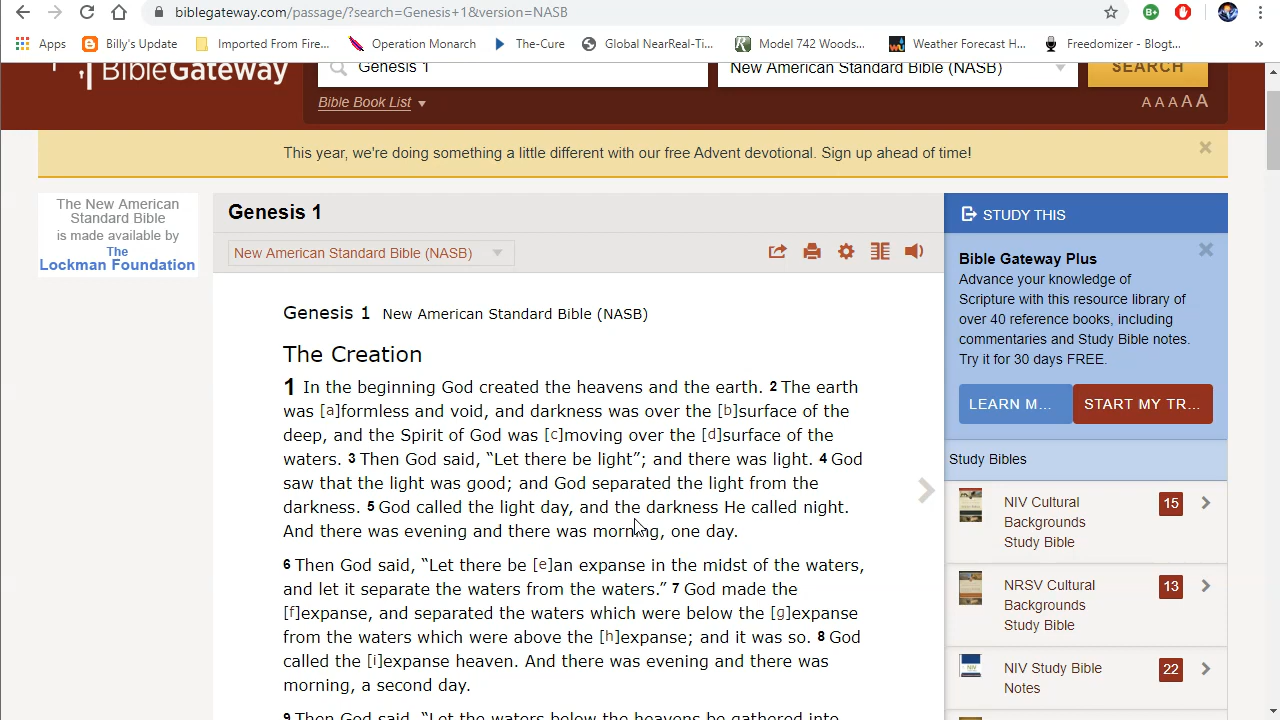 biblegateway.com/passage/?search=Genesis+1&version=NASB
Apps Billy's Update Imported From Fire... Operation Monarch The-Cure Global NearReal-Ti... Model 742 Woods... Weather Forecast H... Freedomizer - Blogt... »
BibleGateway
Genesis 1 New American Standard Bible (NASB) SEARCH
Bible Book List A A A A A
This year, we're doing something a little different with our free Advent devotional. Sign up ahead of time!
The New American
Standard Bible
is made available by
The
Lockman Foundation
Genesis 1
New American Standard Bible (NASB)
Genesis 1 New American Standard Bible (NASB)
The Creation
1 In the beginning God created the heavens and the earth. 2 The earth
was [a]formless and void, and darkness was over the [b]surface of the
deep, and the Spirit of God was [c]moving over the [d]surface of the
waters. 3 Then God said, “Let there be light”; and there was light. 4 God
saw that the light was good; and God separated the light from the
darkness. 5 God called the light day, and the darkness He called night.
And there was evening and there was morning, one day.
6 Then God said, “Let there be [e]an expanse in the midst of the waters,
and let it separate the waters from the waters.” 7 God made the
[f]expanse, and separated the waters which were below the [g]expanse
from the waters which were above the [h]expanse; and it was so. 8 God
called the [i]expanse heaven. And there was evening and there was
morning, a second day.
9 Then God said, “Let the waters below the heavens be gathered into
STUDY THIS
Bible Gateway Plus
Advance your knowledge of
Scripture with this resource library of
over 40 reference books, including
commentaries and Study Bible notes.
Try it for 30 days FREE.
LEARN M... START MY TR...
Study Bibles
NIV Cultural
Backgrounds
Study Bible
15
NRSV Cultural
Backgrounds
Study Bible
13
NIV Study Bible
Notes
22